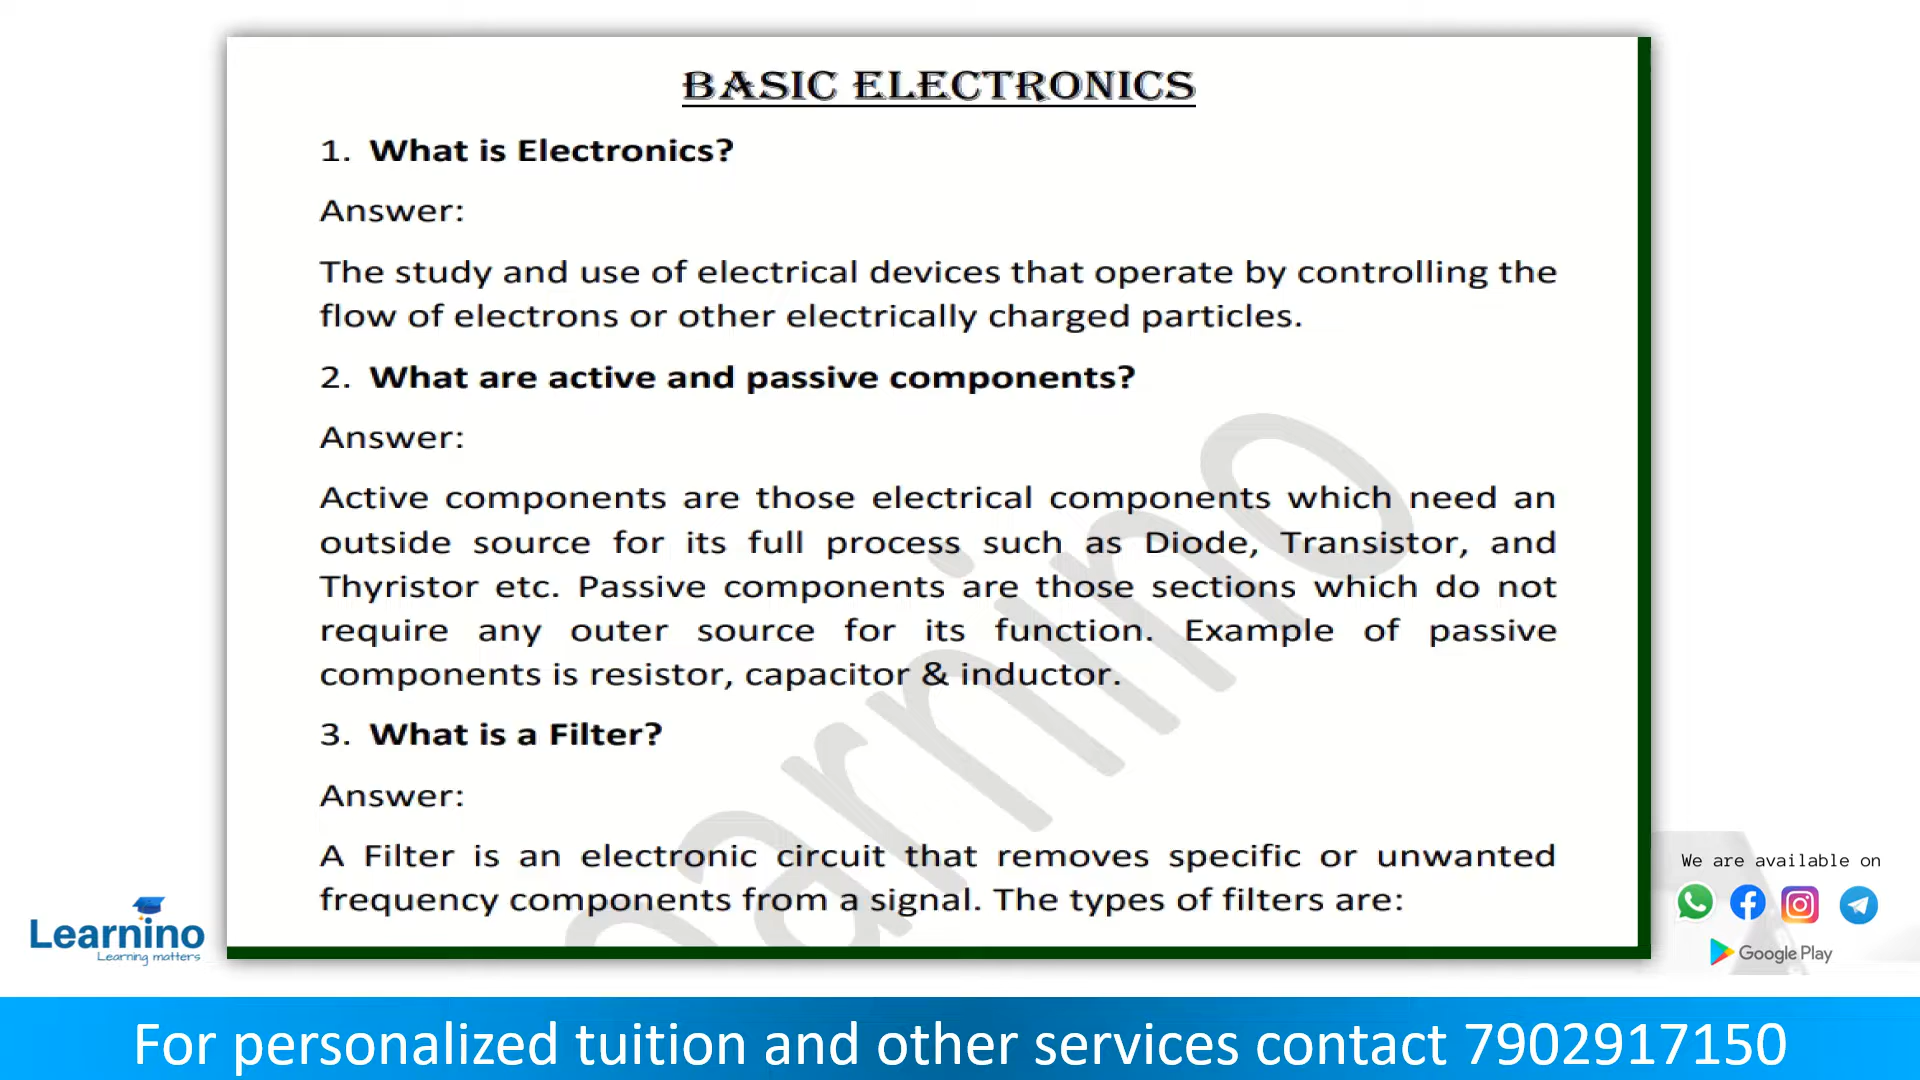 BASIC ELECTRONICS
1. What is Electronics?
Answer:
The study and use of electrical devices that operate by controlling the
flow of electrons or other electrically charged particles.
2. What are active and passive components?
Answer:
Active components are those electrical components which need an
outside source for its full process such as Diode, Transistor, and
Thyristor etc. Passive components are those sections which do not
require any outer source for its function. Example of passive
components is resistor, capacitor & inductor.
3. What is a Filter?
Answer:
A Filter is an electronic circuit that removes specific or unwanted
frequency components from a signal. The types of filters are:
arnino
Learnino
Learning matters
We are available on
Google Play
For personalized tuition and other services contact 7902917150